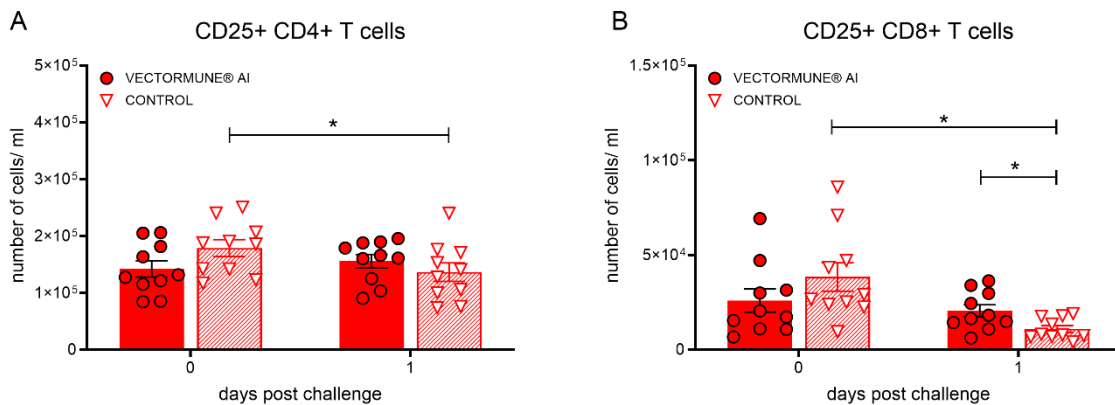 A
CD25+ CD4+ T cells
5×10⁵
4×10⁵
3×10⁵
2×10⁵
1×10⁵
0
number of cells/ ml
VECTORMUNE® AI
CONTROL
*
0
1
days post challenge
B
CD25+ CD8+ T cells
1.5×10⁵
1×10⁵
5×10⁴
0
number of cells/ ml
VECTORMUNE® AI
CONTROL
*
*
0
1
days post challenge